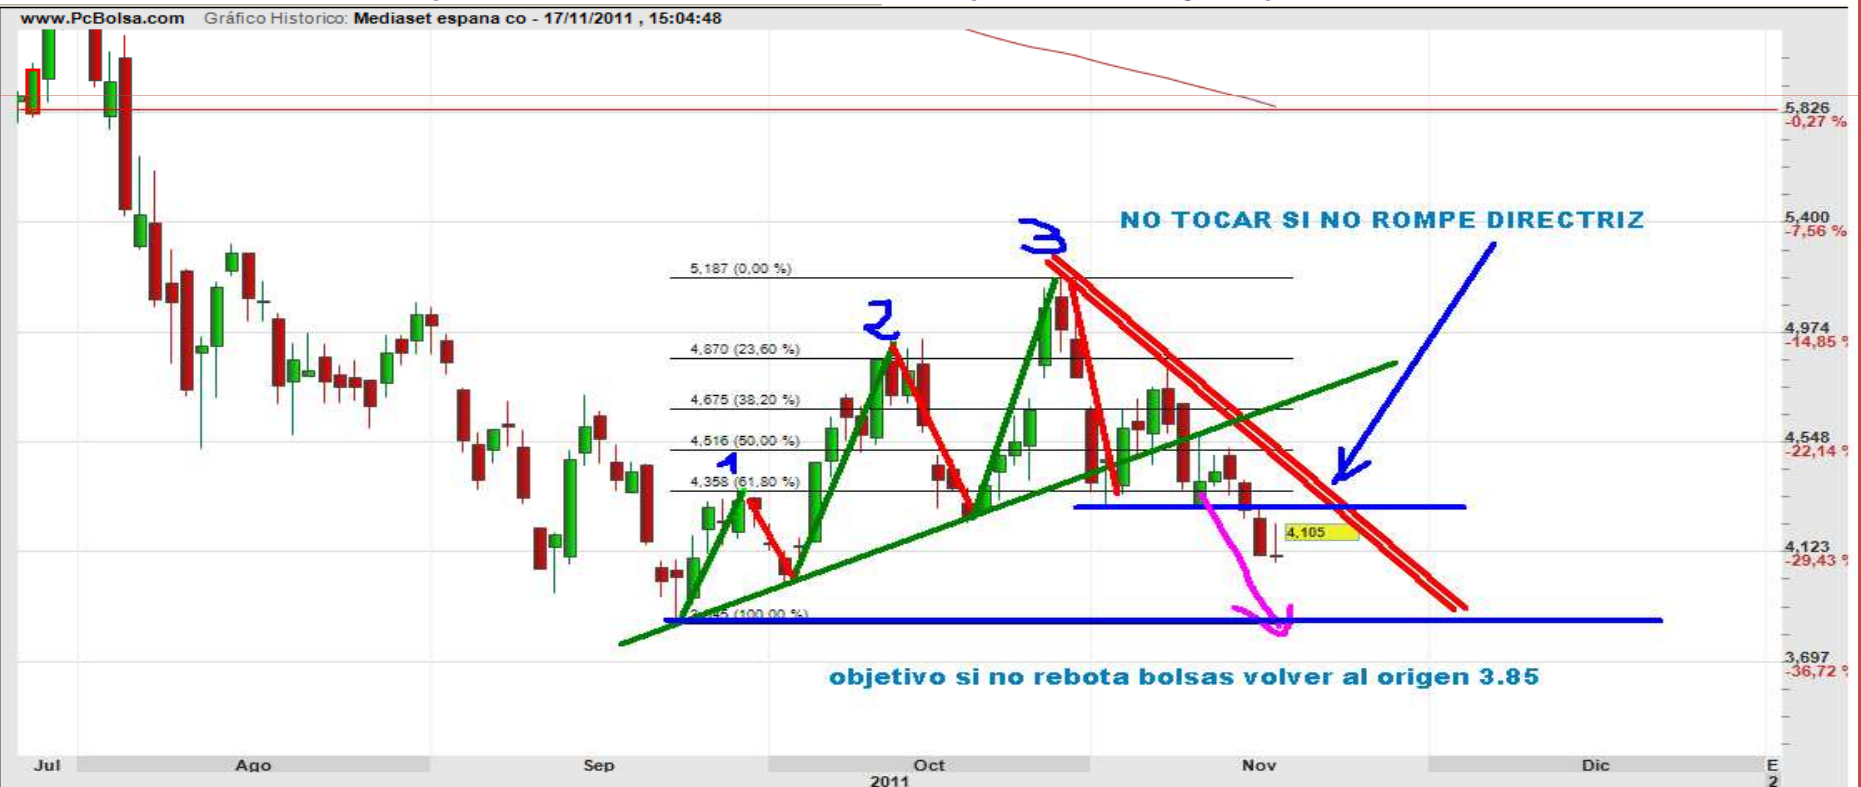 www.PcBolsa.com Gráfico Historico: Mediaset espana co - 17/11/2011 , 15:04:48
5,826
-0,27 %
3
NO TOCAR SI NO ROMPE DIRECTRIZ
5,400
-7,56 %
5,187 (0,00 %)
2
4,974
-14,85 %
4,870 (23,60 %)
4,675 (38,20 %)
4,516 (50,00 %)
4,548
-22,14 %
1
4,358 (61,80 %)
4,105
4,123
-29,43 %
(100,00 %)
3,697
-36,72 %
objetivo si no rebota bolsas volver al origen 3.85
Jul Ago Sep Oct Nov Dic E
2011 2